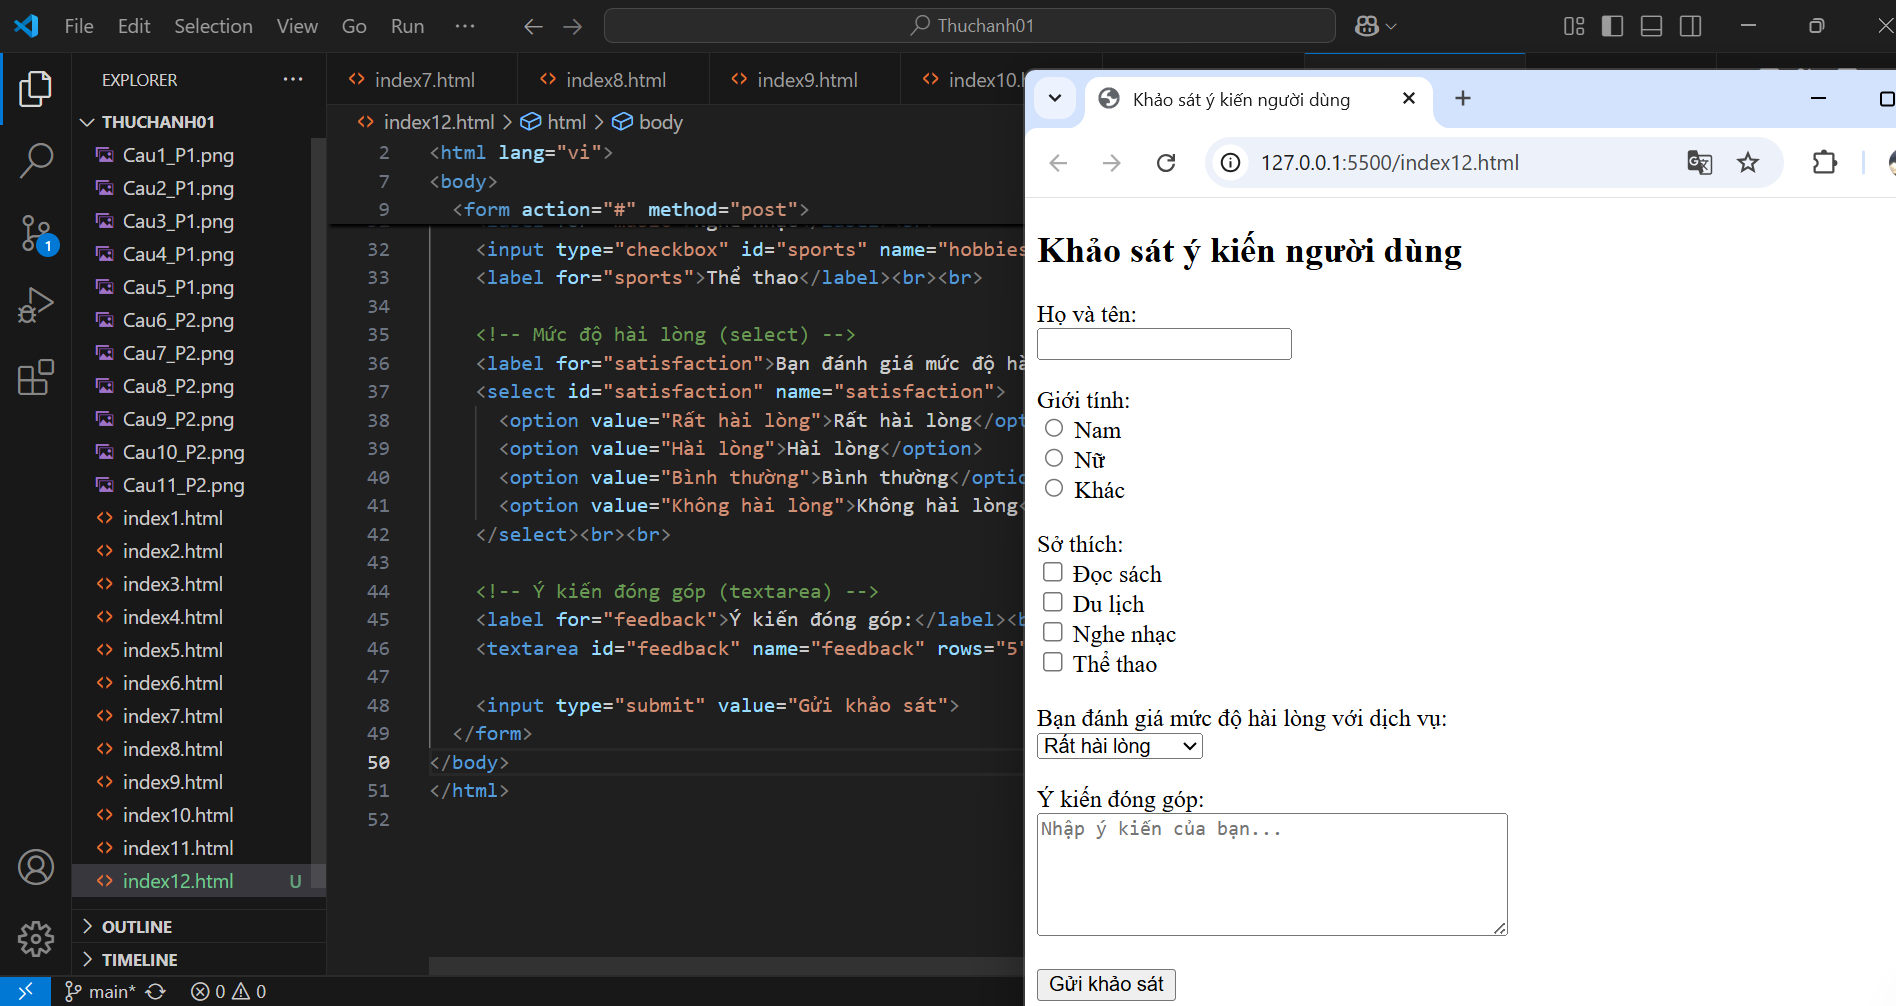 File Edit Selection View Go Run ··· Thuchanh01
EXPLORER ···
THUCHANH01
Cau1_P1.png
Cau2_P1.png
Cau3_P1.png
Cau4_P1.png
Cau5_P1.png
Cau6_P2.png
Cau7_P2.png
Cau8_P2.png
Cau9_P2.png
Cau10_P2.png
Cau11_P2.png
index1.html
index2.html
index3.html
index4.html
index5.html
index6.html
index7.html
index8.html
index9.html
index10.html
index11.html
index12.html U
OUTLINE
TIMELINE
1
main* 0 0
index7.html index8.html index9.html index10.
index12.html > html > body
2 <html lang="vi">
7 <body>
9 <form action="#" method="post">
32 <input type="checkbox" id="sports" name="hobbies
33 <label for="sports">Thể thao</label><br><br>
34
35 <!-- Mức độ hài lòng (select) -->
36 <label for="satisfaction">Bạn đánh giá mức độ hà
37 <select id="satisfaction" name="satisfaction">
38 <option value="Rất hài lòng">Rất hài lòng</opt
39 <option value="Hài lòng">Hài lòng</option>
40 <option value="Bình thường">Bình thường</optio
41 <option value="Không hài lòng">Không hài lòng<
42 </select><br><br>
43
44 <!-- Ý kiến đóng góp (textarea) -->
45 <label for="feedback">Ý kiến đóng góp:</label><b
46 <textarea id="feedback" name="feedback" rows="5"
47
48 <input type="submit" value="Gửi khảo sát">
49 </form>
50 </body>
51 </html>
52
Khảo sát ý kiến người dùng
127.0.0.1:5500/index12.html
Khảo sát ý kiến người dùng
Họ và tên:
Giới tính:
Nam
Nữ
Khác
Sở thích:
Đọc sách
Du lịch
Nghe nhạc
Thể thao
Bạn đánh giá mức độ hài lòng với dịch vụ:
Rất hài lòng
Ý kiến đóng góp:
Nhập ý kiến của bạn...
Gửi khảo sát